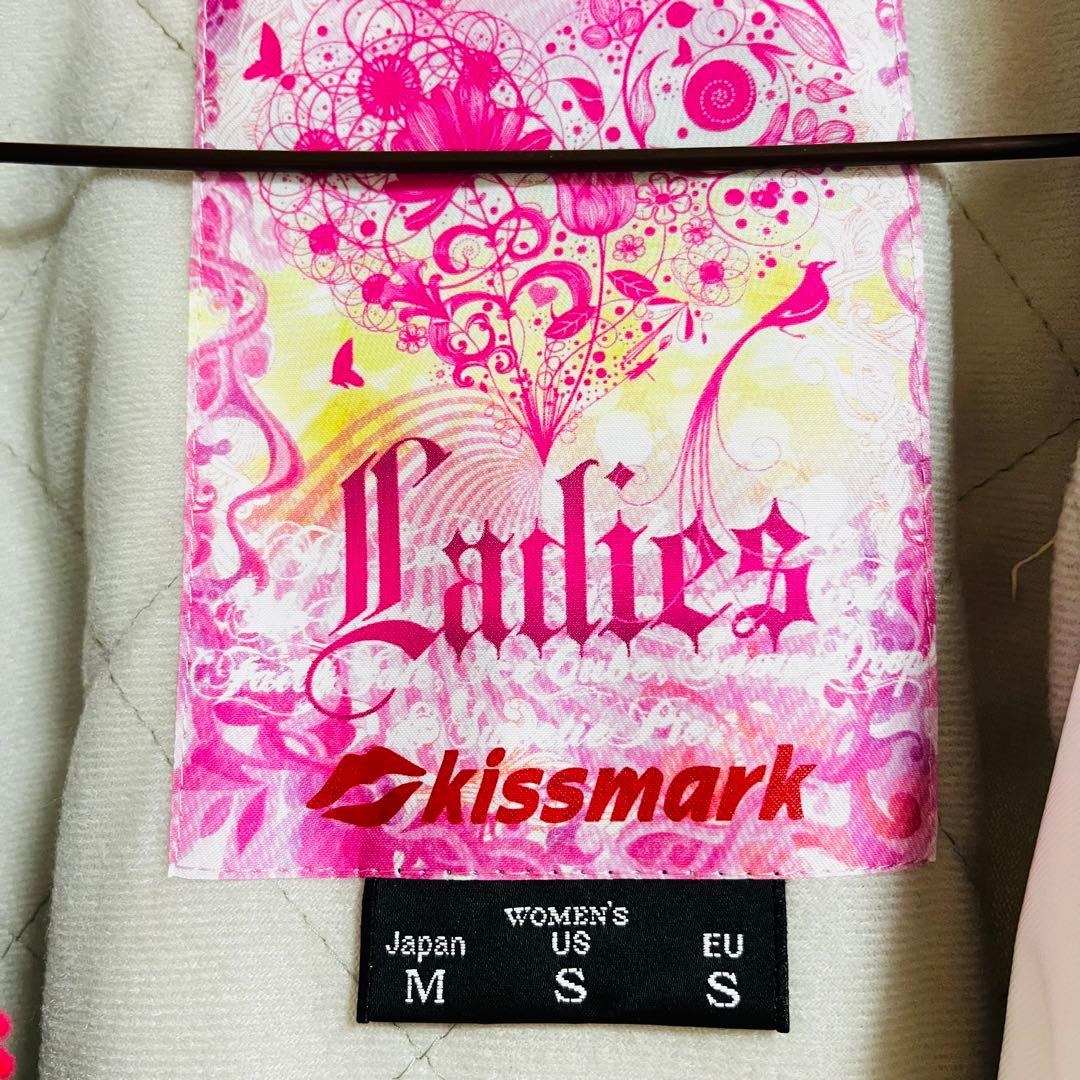 Ladies
kissmark
WOMEN'S
Japan US EU
M S S